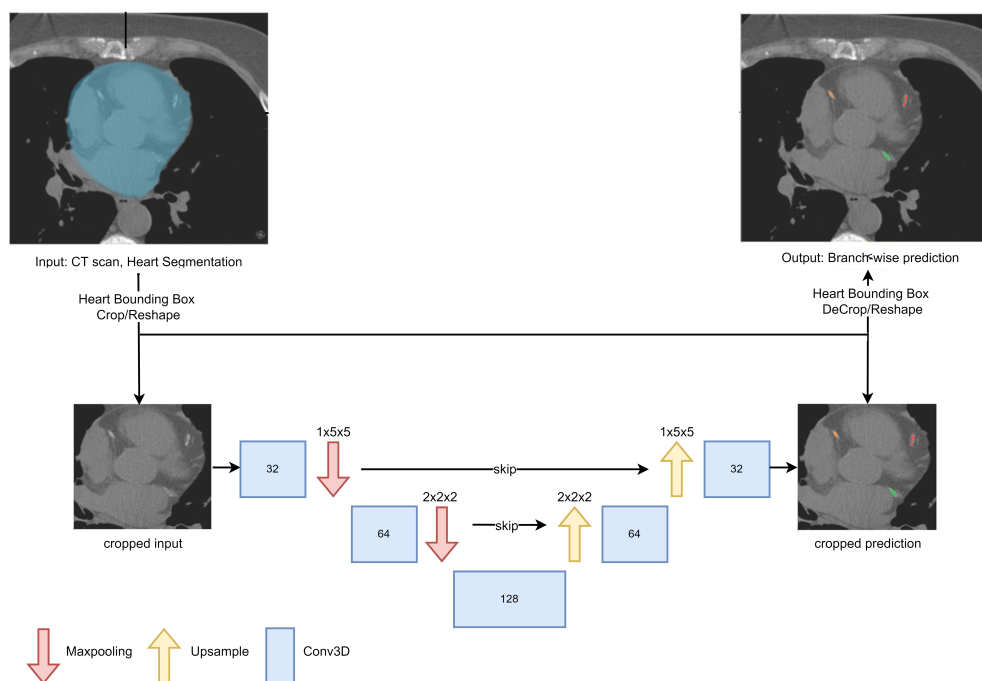 Input: CT scan, Heart Segmentation
Output: Branch-wise prediction
Heart Bounding Box
Crop/Reshape
Heart Bounding Box
DeCrop/Reshape
1x5x5
1x5x5
32
skip
32
2x2x2
2x2x2
64
skip
64
cropped input
cropped prediction
128
Maxpooling
Upsample
Conv3D